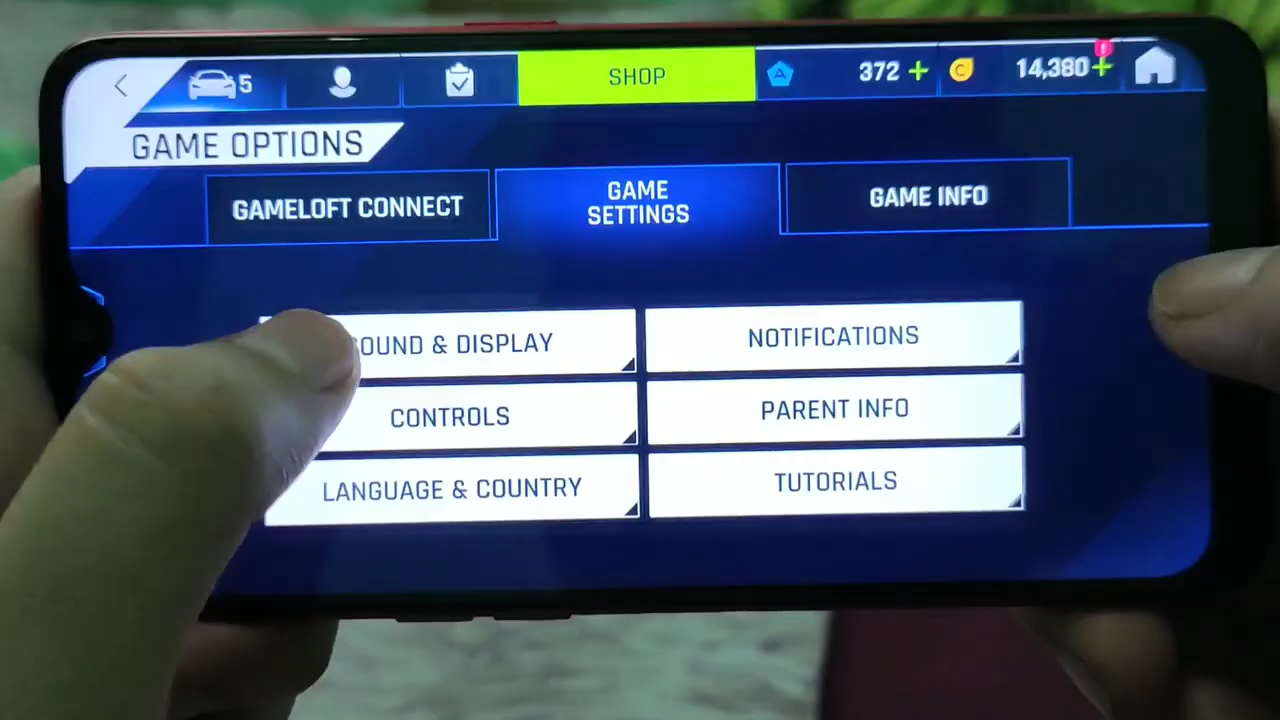 5
SHOP
372 +
14,380 +
GAME OPTIONS
GAMELOFT CONNECT
GAME
SETTINGS
GAME INFO
OUND & DISPLAY
NOTIFICATIONS
CONTROLS
PARENT INFO
LANGUAGE & COUNTRY
TUTORIALS